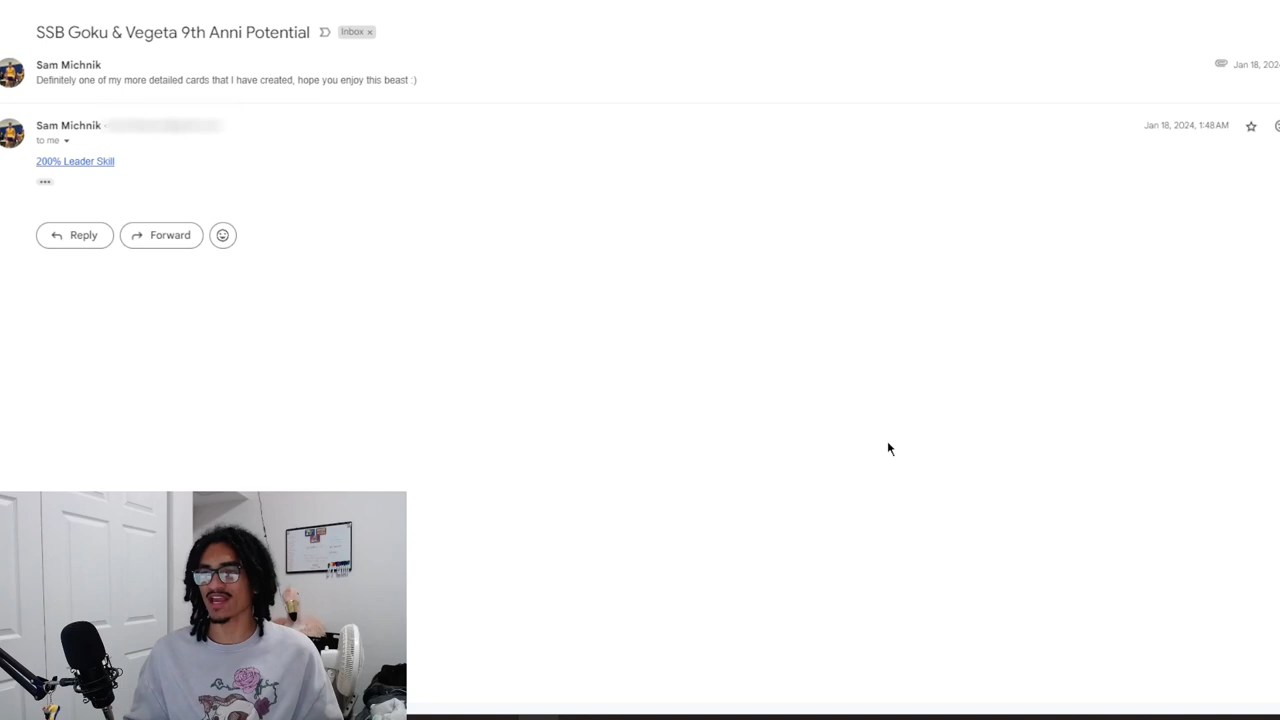 SSB Goku & Vegeta 9th Anni Potential
Inbox ×
Sam Michnik
Definitely one of my more detailed cards that I have created, hope you enjoy this beast :)
Jan 18, 202
Sam Michnik
Jan 18, 2024, 1:48 AM
to me
200% Leader Skill
Reply
Forward